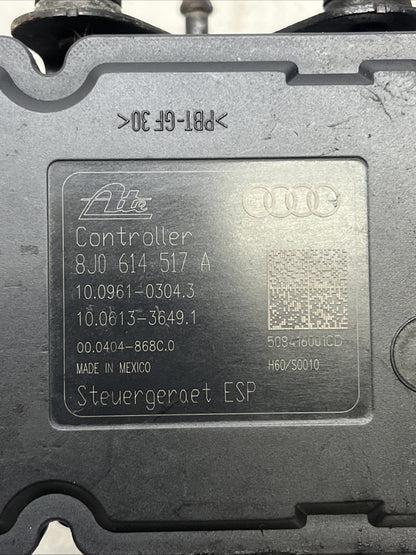 >PBT-GF30<
Ate
Controller
8J0 614 517 A
10.0961-0304.3
10.0613-3649.1
00.0404-868C.0
508416001CD
MADE IN MEXICO
H60/S0010
Steuergeraet ESP